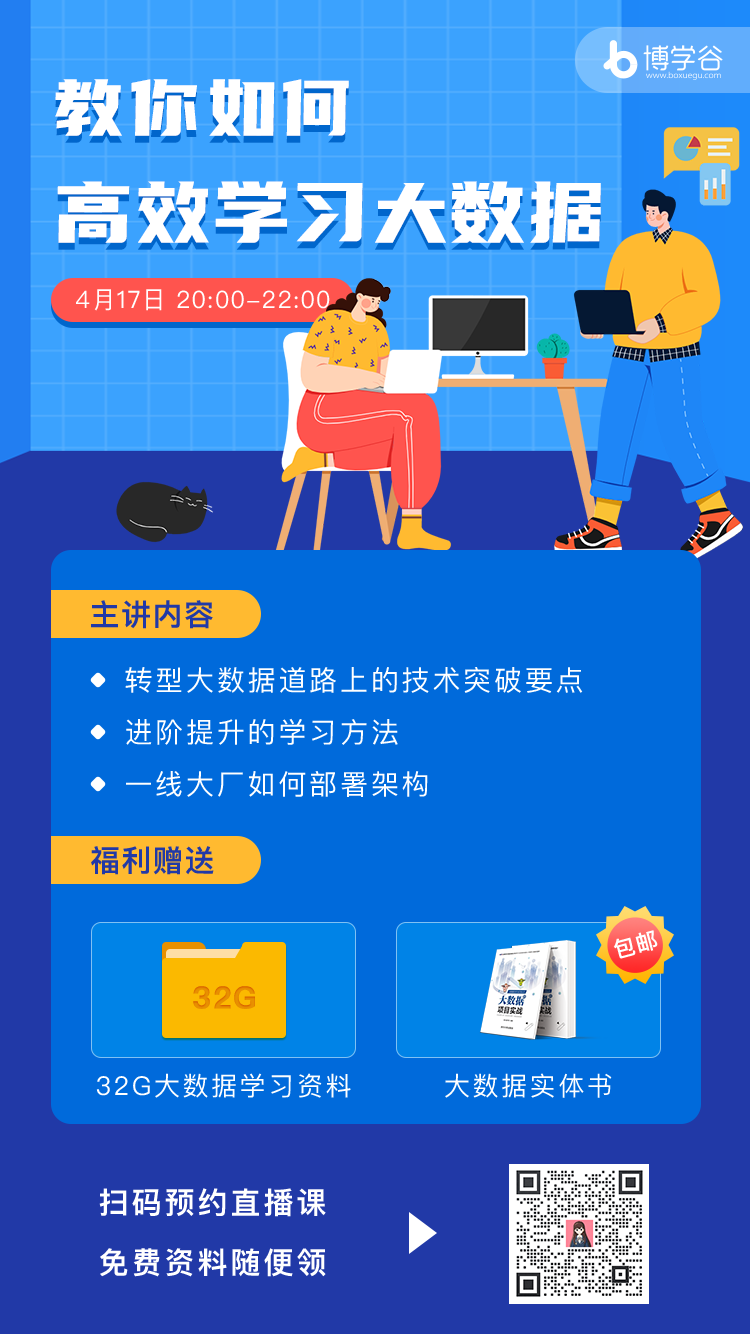 博学谷
www.boxuegu.com
教你如何
高效学习大数据
4月17日 20:00-22:00
主讲内容
转型大数据道路上的技术突破要点
进阶提升的学习方法
一线大厂如何部署架构
福利赠送
32G
大数据
项目实战
包邮
32G大数据学习资料
大数据实体书
扫码预约直播课
免费资料随便领